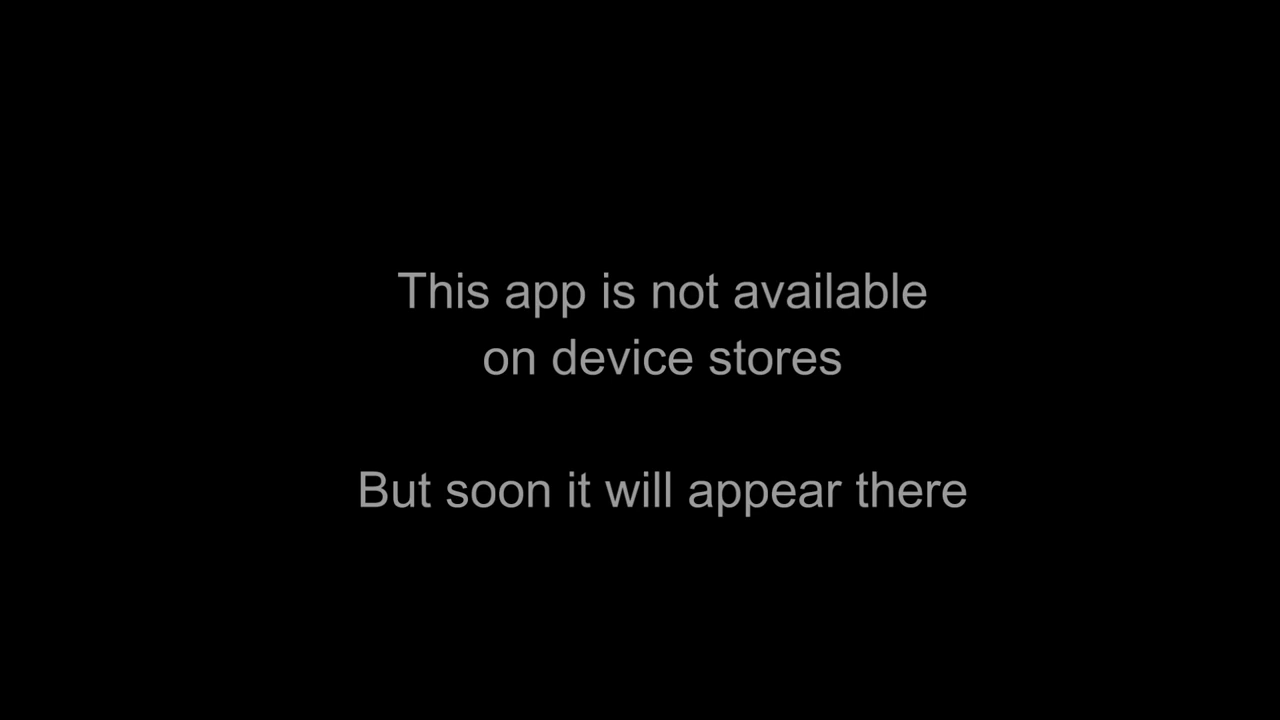 This app is not available
on device stores
But soon it will appear there